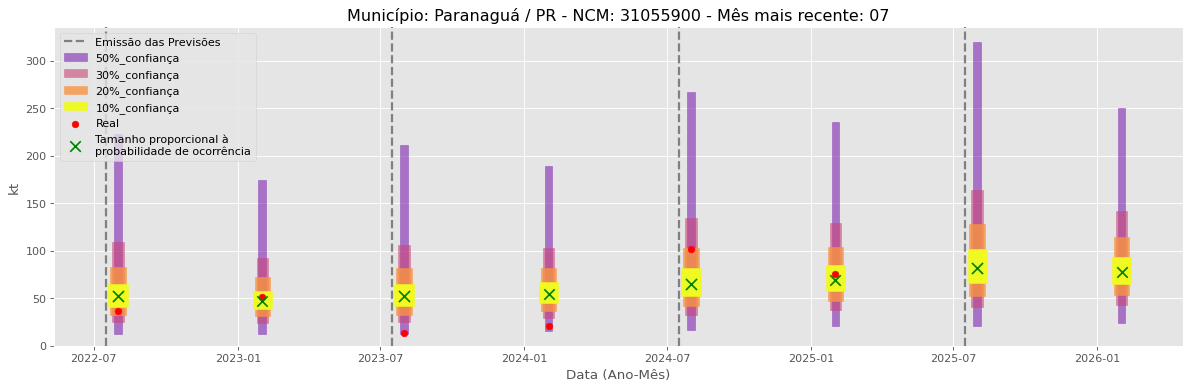 Município: Paranaguá / PR - NCM: 31055900 - Mês mais recente: 07
Emissão das Previsões
50%_confiança
30%_confiança
20%_confiança
10%_confiança
Real
Tamanho proporcional à
probabilidade de ocorrência
kt
300
250
200
150
100
50
0
2022-07
2023-01
2023-07
2024-01
2024-07
2025-01
2025-07
2026-01
Data (Ano-Mês)